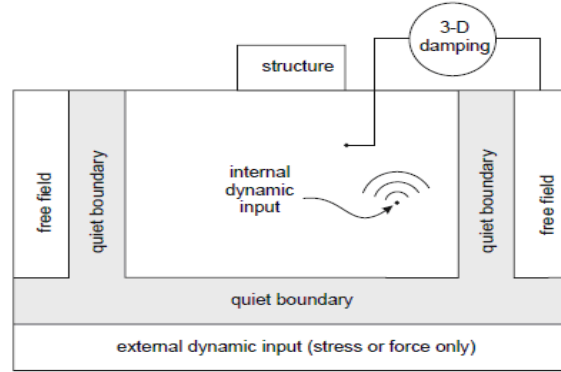 3-D
damping
structure
free field
quiet boundary
internal
dynamic
input
quiet boundary
free field
quiet boundary
external dynamic input (stress or force only)